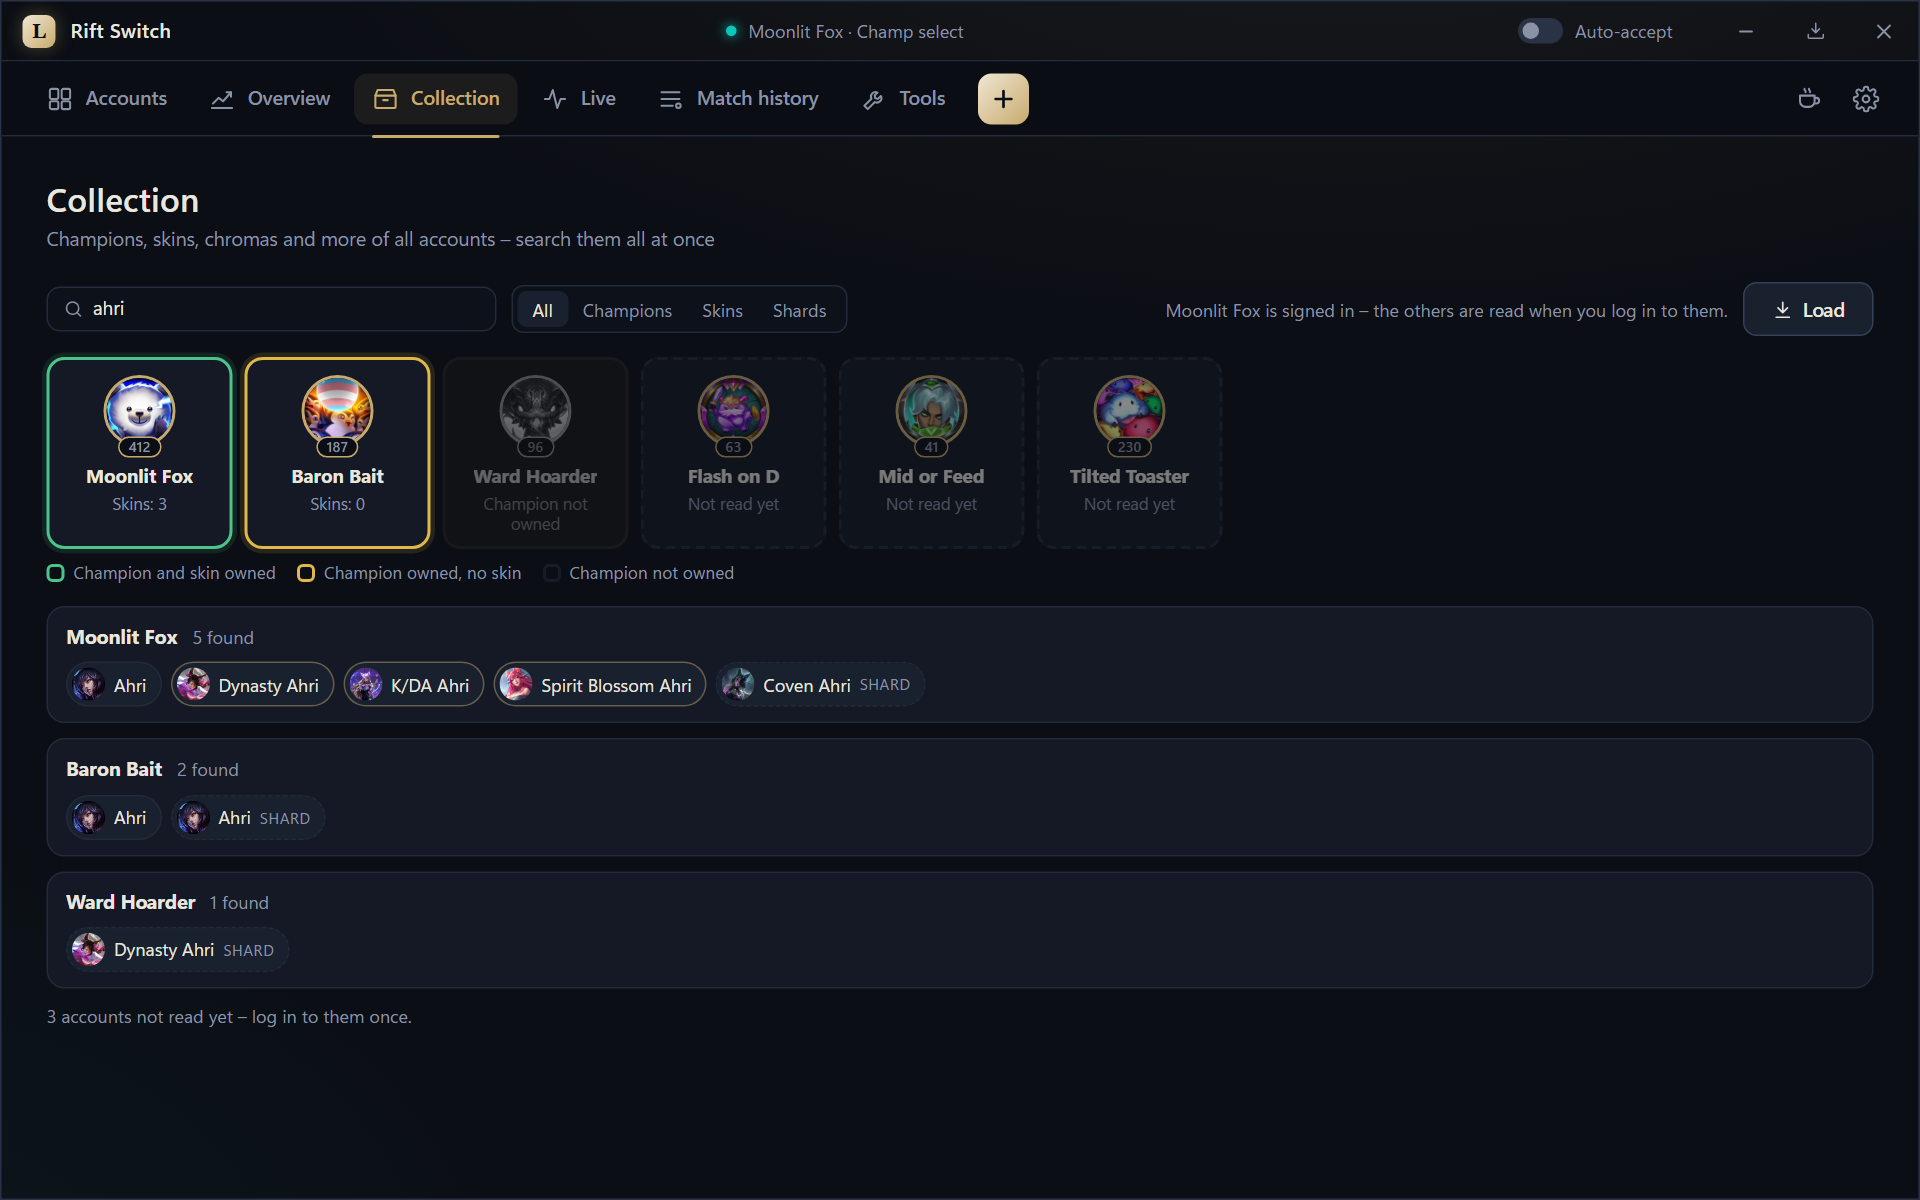 L Rift Switch
Moonlit Fox · Champ select
Auto-accept
Accounts
Overview
Collection
Live
Match history
Tools
Collection
Champions, skins, chromas and more of all accounts – search them all at once
ahri
All
Champions
Skins
Shards
Moonlit Fox is signed in – the others are read when you log in to them.
Load
412
Moonlit Fox
Skins: 3
187
Baron Bait
Skins: 0
96
Ward Hoarder
Champion not
owned
63
Flash on D
Not read yet
41
Mid or Feed
Not read yet
230
Tilted Toaster
Not read yet
Champion and skin owned
Champion owned, no skin
Champion not owned
Moonlit Fox 5 found
Ahri
Dynasty Ahri
K/DA Ahri
Spirit Blossom Ahri
Coven Ahri SHARD
Baron Bait 2 found
Ahri
Ahri SHARD
Ward Hoarder 1 found
Dynasty Ahri SHARD
3 accounts not read yet – log in to them once.